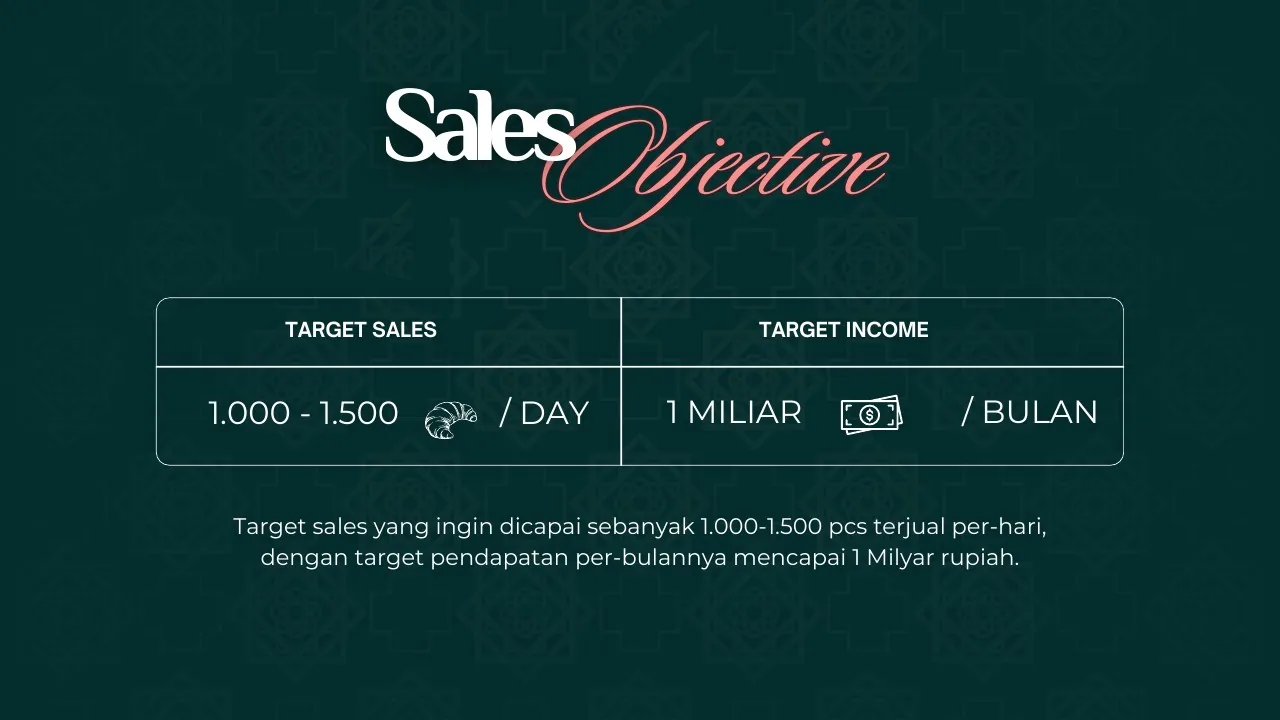 Sales Objective
TARGET SALES
TARGET INCOME
1.000 - 1.500 / DAY
1 MILIAR / BULAN
Target sales yang ingin dicapai sebanyak 1.000-1.500 pcs terjual per-hari,
dengan target pendapatan per-bulannya mencapai 1 Milyar rupiah.